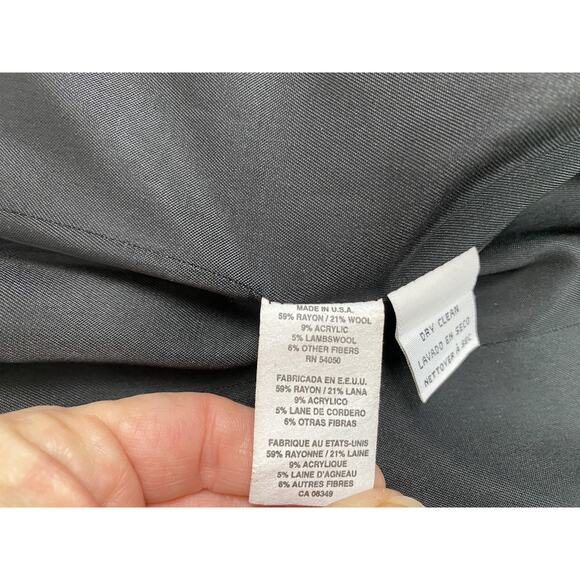 MADE IN U.S.A.
59% RAYON / 21% WOOL
9% ACRYLIC
5% LAMBSWOOL
6% OTHER FIBERS
RN 54050
FABRICADA EN E.E.U.U.
59% RAYON / 21% LANA
9% ACRYLICO
5% LANE DE CORDERO
6% OTRAS FIBRAS
FABRIQUE AU ETATS-UNIS
59% RAYONNE / 21% LAINE
9% ACRYLIQUE
5% LAINE D'AGNEAU
6% AUTRES FIBRES
CA 06349
DRY CLEAN
LAVADO EN SECO
NETTOYER À SEC